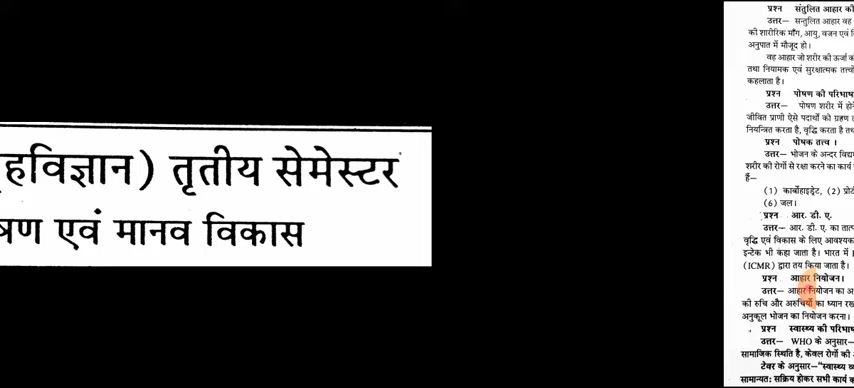 हविज्ञान) तृतीय सेमेस्टर
एवं मानव विकास
प्रश्न संतुलित आहार की
उत्तर— सन्तुलित आहार वह
की शारीरिक माँग, आयु, वजन एवं
अनुपात में मौजूद हो।
वह आहार जो शरीर की ऊर्जा
तथा नियामक एवं सुरक्षात्मक तत्त्वों
कहलाता है।
प्रश्न पोषण की परिभाष
उत्तर— पोषण शरीर में
जीवित प्राणी ऐसे पदार्थों को ग्रहण
नियन्त्रित करता है, वृद्धि करता है
प्रश्न पोषक तत्त्व ।
उत्तर— भोजन के अन्दर
शरीर की रोगों से रक्षा करने का कार्य
हैं—
(1) कार्बोहाइड्रेट, (2)
(6) जल।
प्रश्न आर. डी. ए.
उत्तर— आर. डी. ए. का
वृद्धि एवं विकास के लिए आवश्यक
इन्टेक भी कहा जाता है। भारत में
(ICMR) द्वारा तय किया जाता है।
प्रश्न आहार नियोजन।
उत्तर— आहार नियोजन का
की रुचि और अरुचियों का ध्यान
अनुकूल भोजन का नियोजन करना।
प्रश्न स्वास्थ्य की परिभाष
उत्तर— WHO के अनुसार—
सामाजिक स्थिति है, केवल रोगों की
टेवर के अनुसार—"स्वास्थ्य
सामान्यत: सक्रिय होकर सभी कार्य